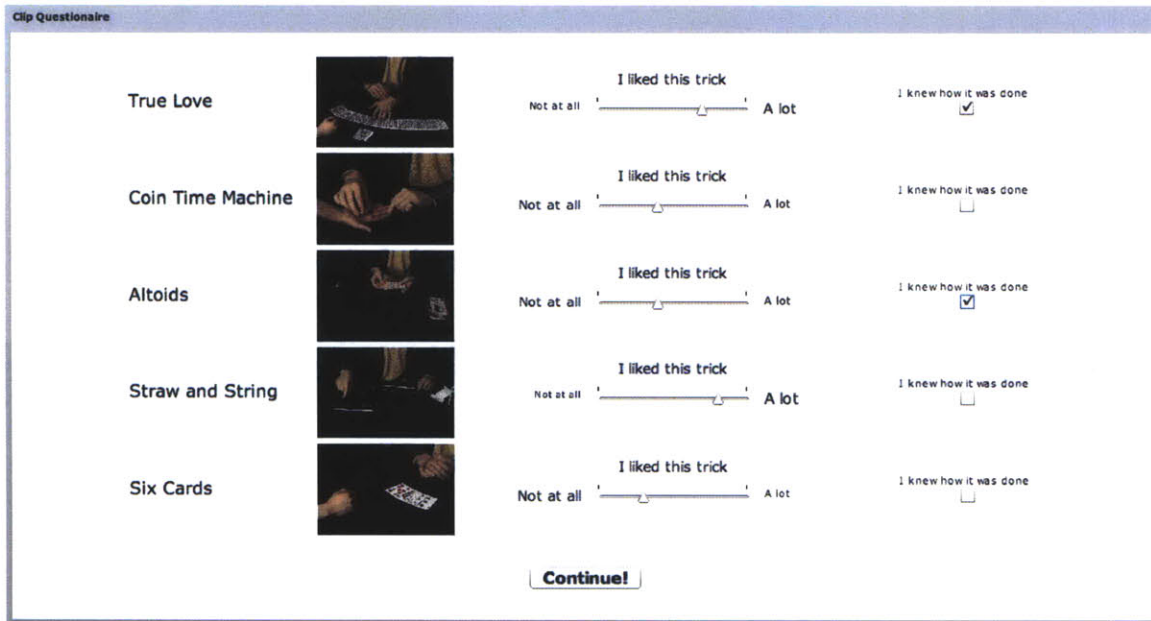 Clip Questionaire
True Love
I liked this trick
Not at all
A lot
I knew how it was done
Coin Time Machine
I liked this trick
Not at all
A lot
I knew how it was done
Altoids
I liked this trick
Not at all
A lot
I knew how it was done
Straw and String
I liked this trick
Not at all
A lot
I knew how it was done
Six Cards
I liked this trick
Not at all
A lot
I knew how it was done
Continue!